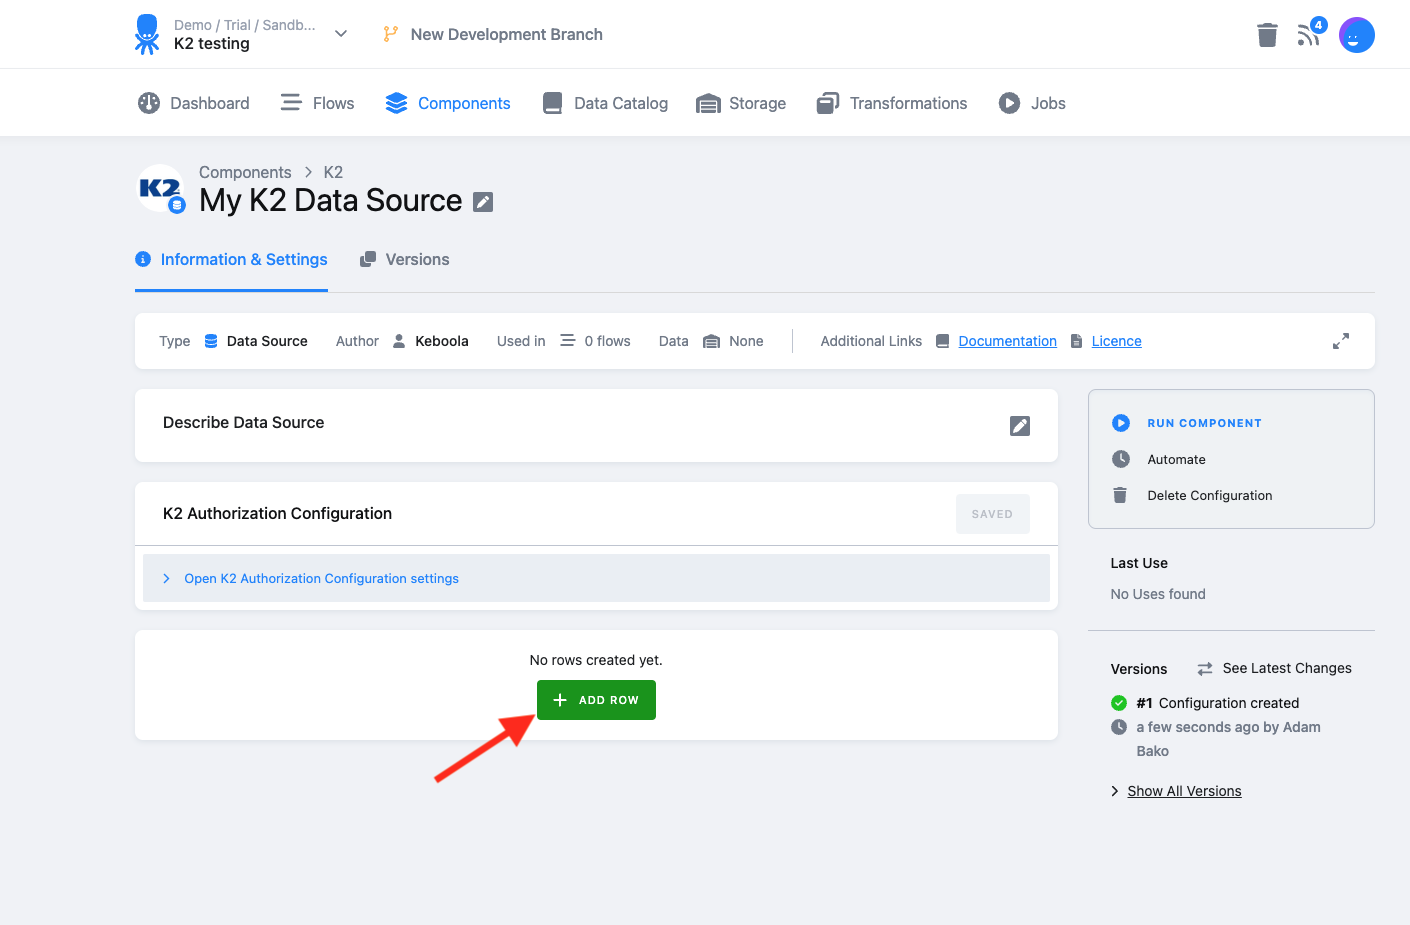 Demo / Trial / Sandb...
K2 testing
New Development Branch
4
Dashboard
Flows
Components
Data Catalog
Storage
Transformations
Jobs
K2
Components > K2
My K2 Data Source
Information & Settings
Versions
Type Data Source Author Keboola Used in 0 flows Data None Additional Links Documentation Licence
Describe Data Source
K2 Authorization Configuration
SAVED
Open K2 Authorization Configuration settings
No rows created yet.
+ ADD ROW
RUN COMPONENT
Automate
Delete Configuration
Last Use
No Uses found
Versions See Latest Changes
#1 Configuration created
a few seconds ago by Adam
Bako
Show All Versions